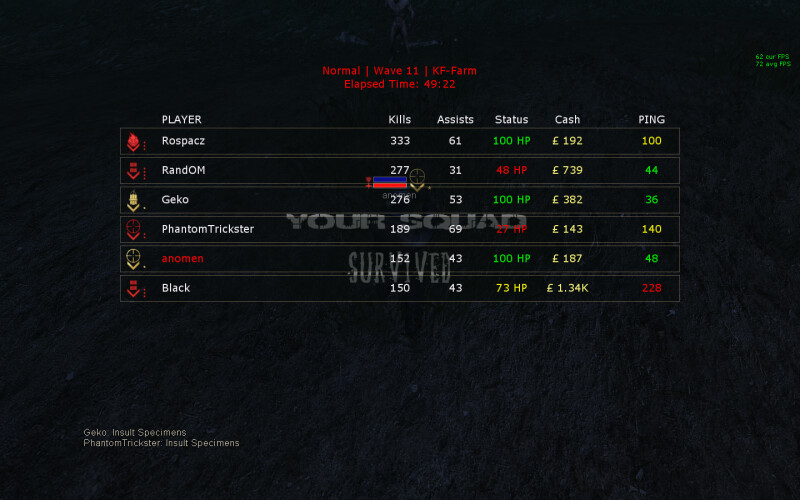 62 cur FPS
72 avg FPS
Normal | Wave 11 | KF-Farm
Elapsed Time: 49:22
PLAYER Kills Assists Status Cash PING
Rospacz 333 61 100 HP £ 192 100
RandOM 277 31 48 HP £ 739 44
anomen
Geko 276 53 100 HP £ 382 36
YOUR SQUAD
PhantomTrickster 189 69 27 HP £ 143 140
anomen 152 43 100 HP £ 187 48
SURVIVED
Black 150 43 73 HP £ 1.34K 228
Geko: Insult Specimens
PhantomTrickster: Insult Specimens